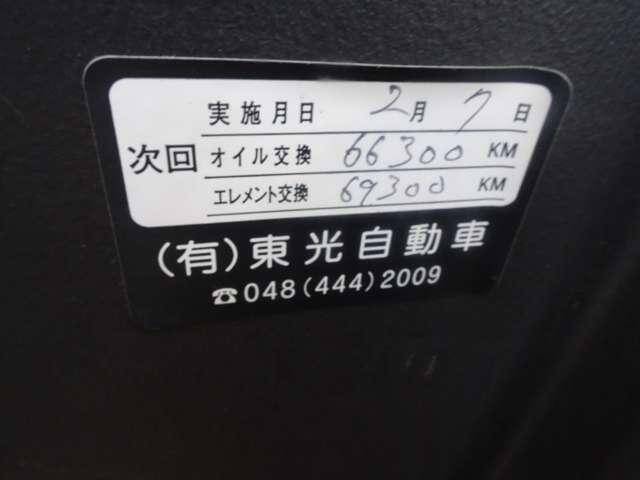 実施月日 2月 7日
次回 オイル交換 66300 KM
エレメント交換 69300 KM
(有)東光自動車
☎048(444)2009